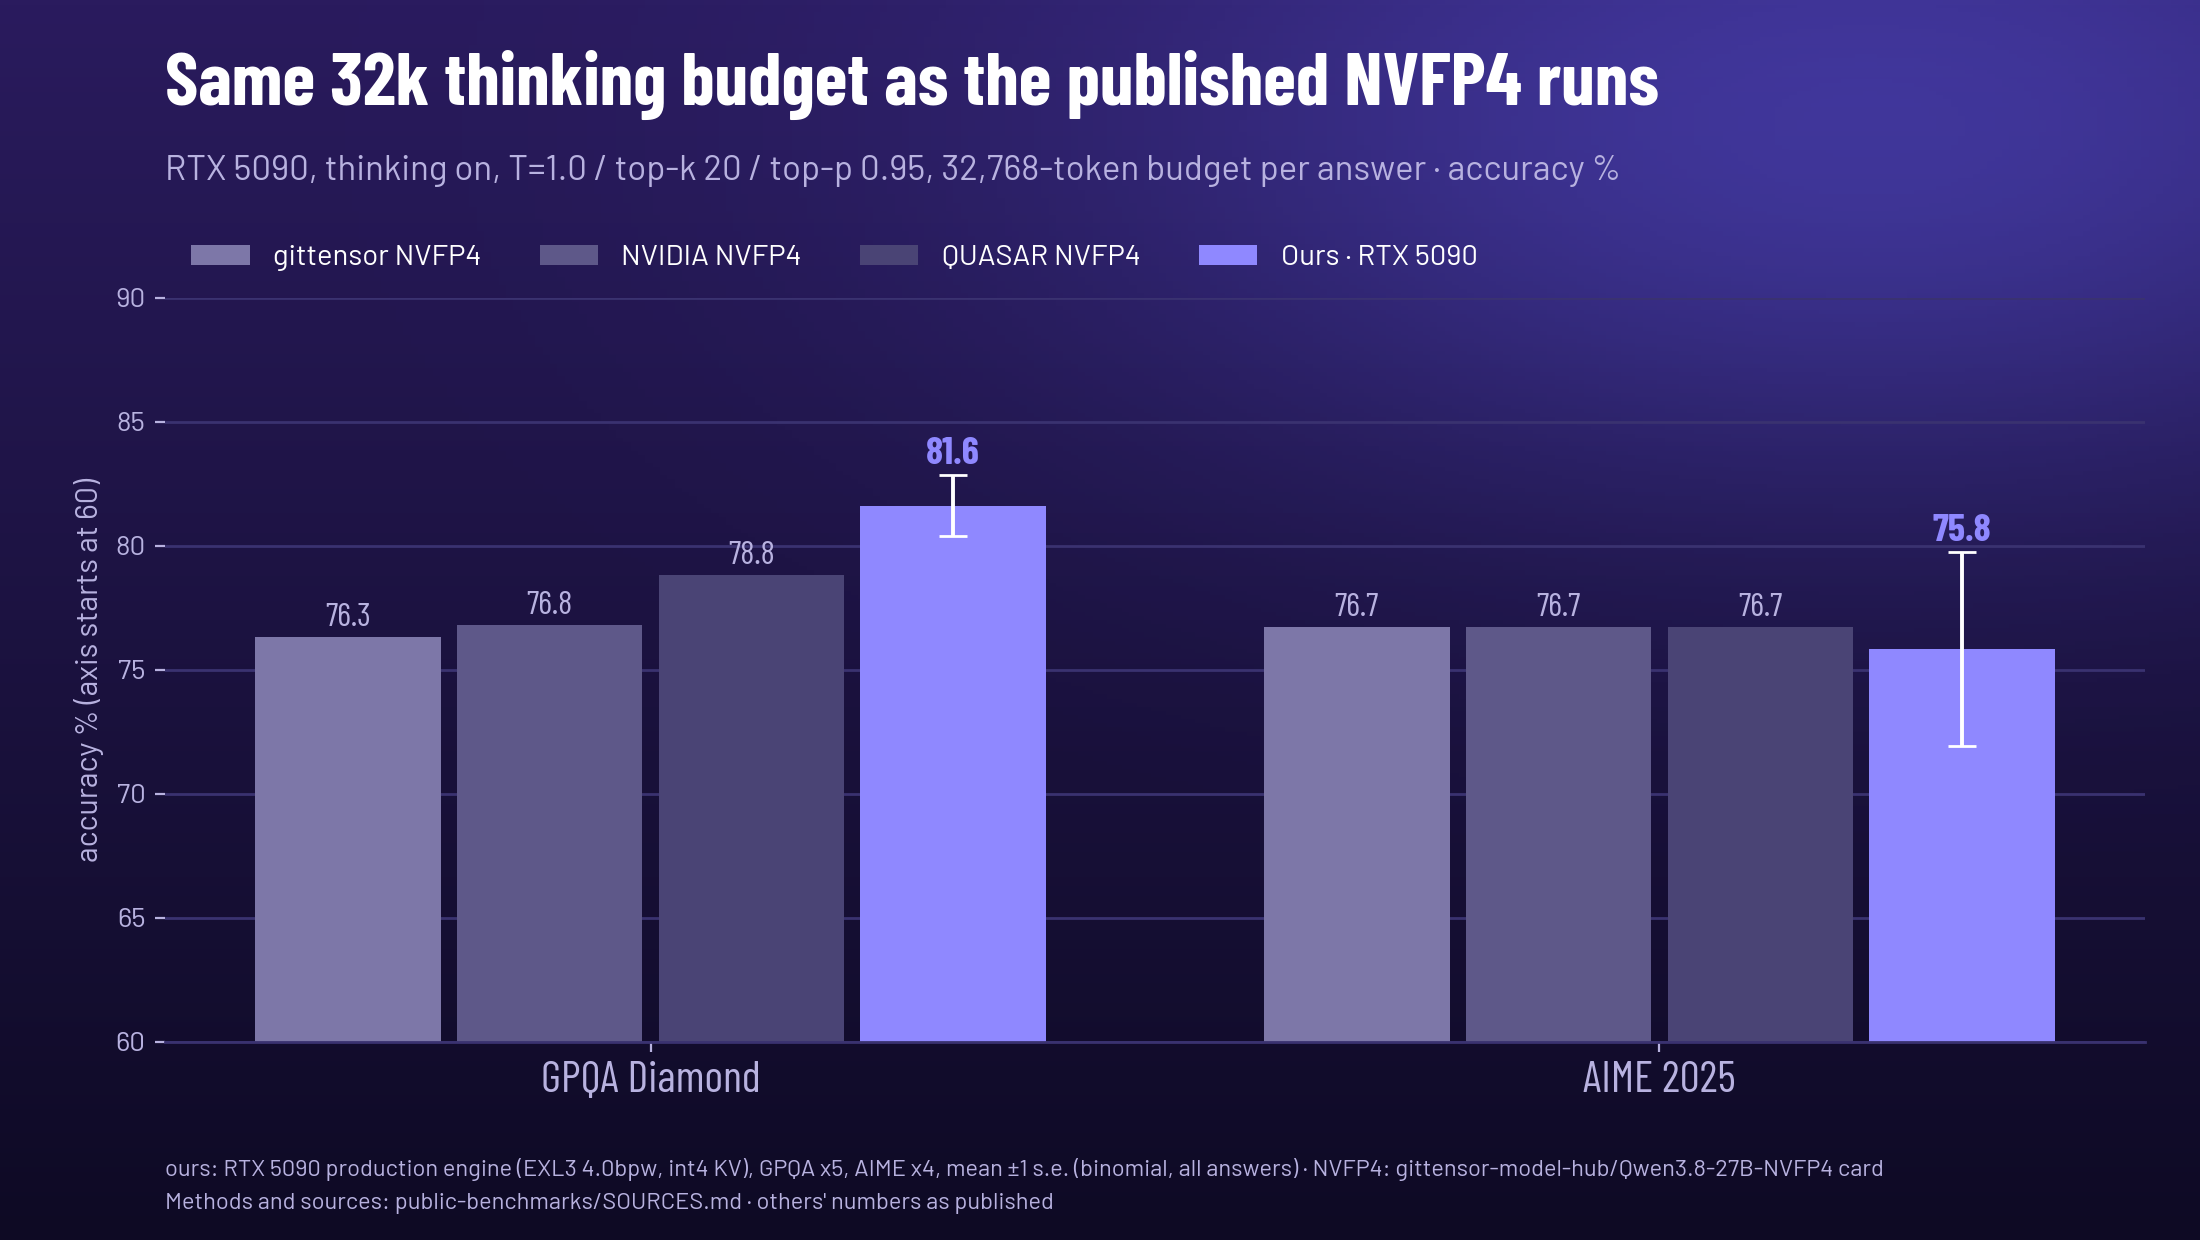 Same 32k thinking budget as the published NVFP4 runs
RTX 5090, thinking on, T=1.0 / top-k 20 / top-p 0.95, 32,768-token budget per answer · accuracy %
gittensor NVFP4
NVIDIA NVFP4
QUASAR NVFP4
Ours · RTX 5090
accuracy % (axis starts at 60)
90
85
80
75
70
65
60
76.3
76.8
78.8
81.6
76.7
76.7
76.7
75.8
GPQA Diamond
AIME 2025
ours: RTX 5090 production engine (EXL3 4.0bpw, int4 KV), GPQA x5, AIME x4, mean ±1 s.e. (binomial, all answers) · NVFP4: gittensor-model-hub/Qwen3.8-27B-NVFP4 card
Methods and sources: public-benchmarks/SOURCES.md · others' numbers as published